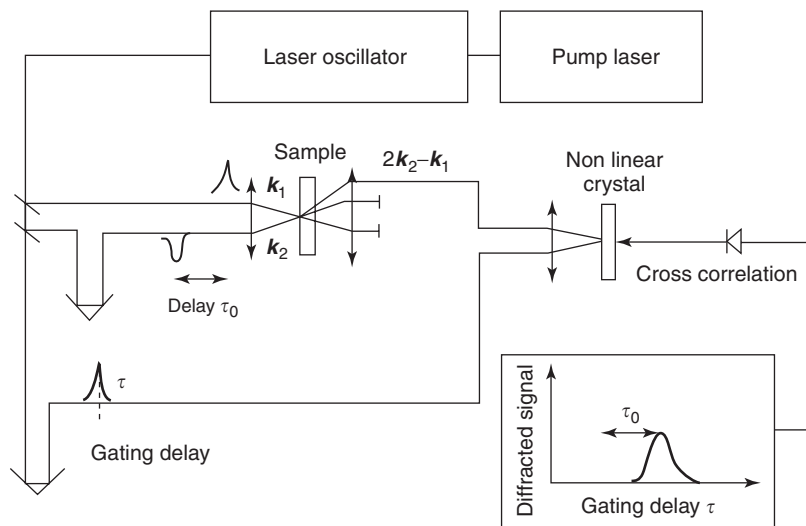 Laser oscillator
Pump laser
Sample
2k₂–k₁
Non linear
crystal
k₁
k₂
Delay τ₀
Cross correlation
τ
Gating delay
Diffracted signal
τ₀
Gating delay τ